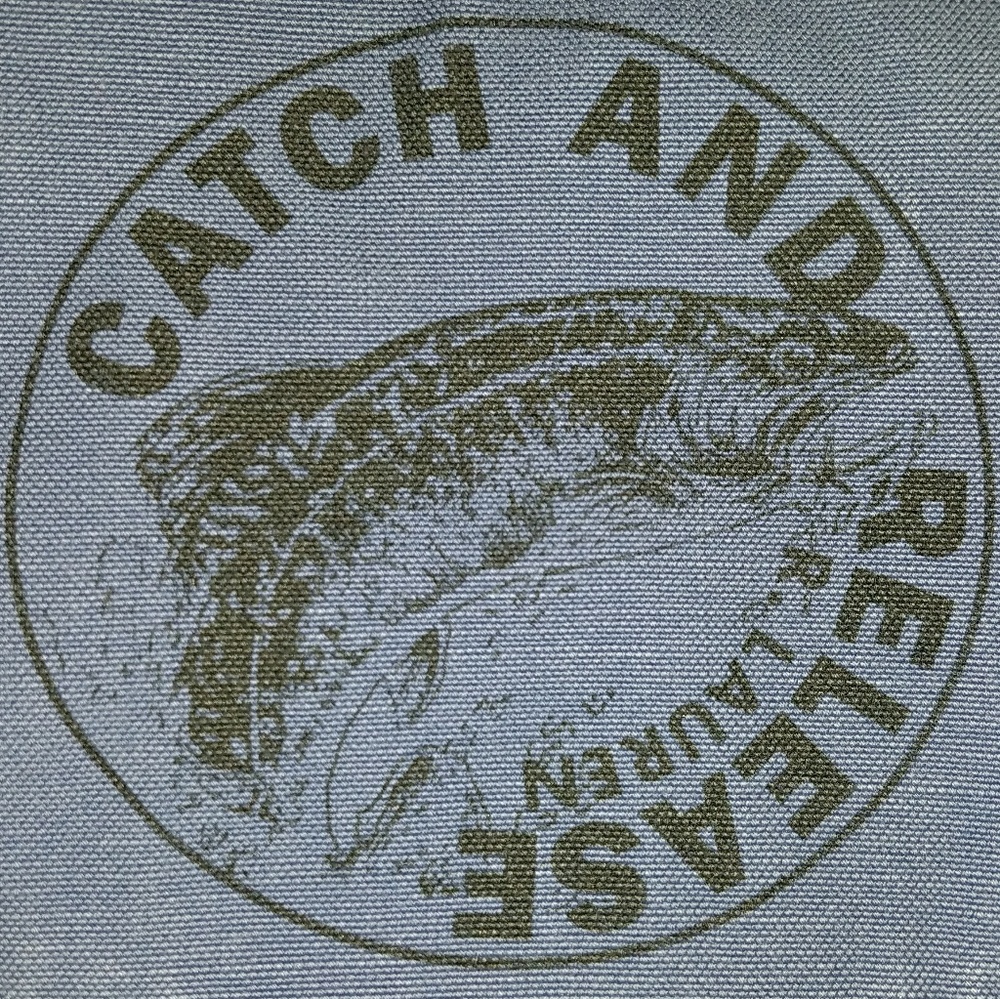 CATCH AND RELEASE
R. LAUREN